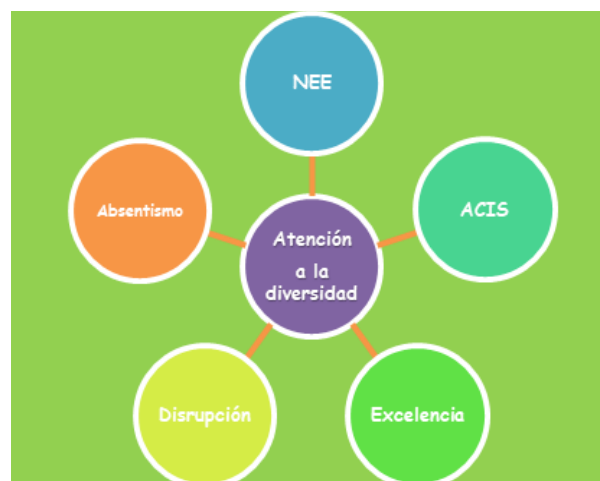 NEE
Absentismo
ACIS
Atención
a la
diversidad
Disrupción
Excelencia